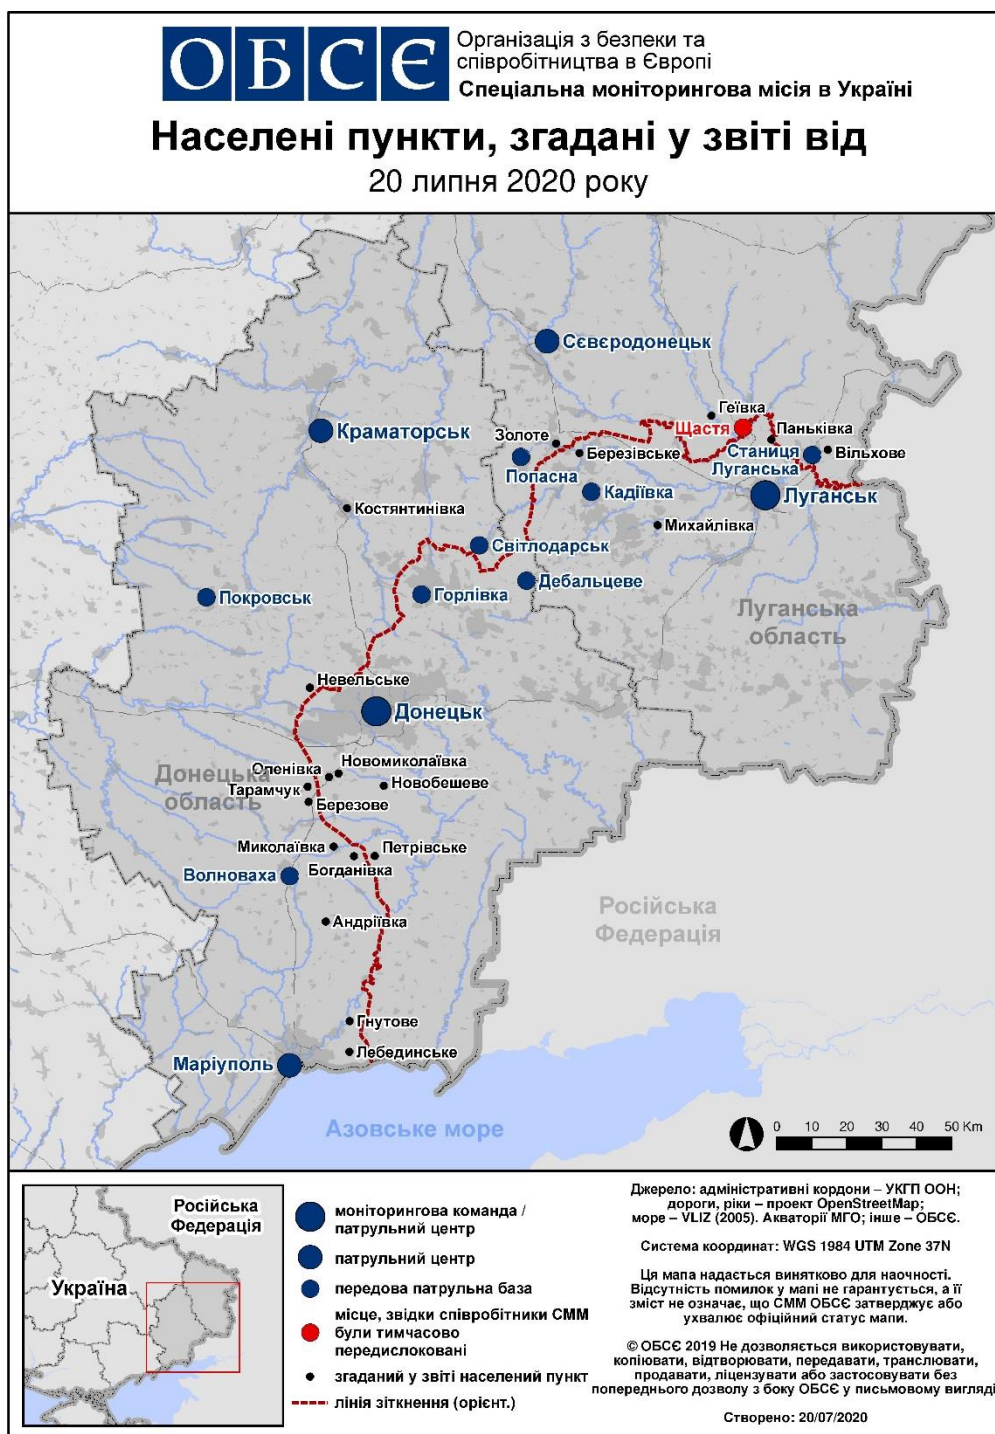 ОБСЄ
Організація з безпеки та
співробітництва в Європі
Спеціальна моніторингова місія в Україні
Населені пункти, згадані у звіті від
20 липня 2020 року
Сєвєродонецьк
Геївка
Щастя
Паньківка
Краматорськ
Золоте
Березівське
Станиця
Луганська
Вільхове
Попасна
Кадіївка
Луганськ
Костянтинівка
Михайлівка
Світлодарськ
Дебальцеве
Горлівка
Покровськ
Луганська
область
Невельське
Донецьк
Новомиколаївка
Оленівка
Донецька
область
Тарамчук
Новобешеве
Березове
Миколаївка
Петрівське
Богданівка
Волноваха
Андріївка
Російська
Федерація
Гнутове
Лебединське
Маріуполь
Азовське море
0 10 20 30 40 50 Km
Російська
Федерація
Україна
моніторингова команда /
патрульний центр
патрульний центр
передова патрульна база
місце, звідки співробітники СММ
були тимчасово
передислоковані
згаданий у звіті населений пункт
лінія зіткнення (орієнт.)
Джерело: адміністративні кордони – УКГП ООН;
дороги, ріки – проект OpenStreetMap;
море – VLIZ (2005). Акваторії МГО; інше – ОБСЄ.
Система координат: WGS 1984 UTM Zone 37N
Ця мапа надається винятково для наочності.
Відсутність помилок у мапі не гарантується, а її
зміст не означає, що СММ ОБСЄ затверджує або
ухвалює офіційний статус мапи.
© ОБСЄ 2019 Не дозволяється використовувати,
копіювати, відтворювати, передавати, транслювати,
продавати, ліцензувати або застосовувати без
попереднього дозволу з боку ОБСЄ у письмовому вигляді
Створено: 20/07/2020